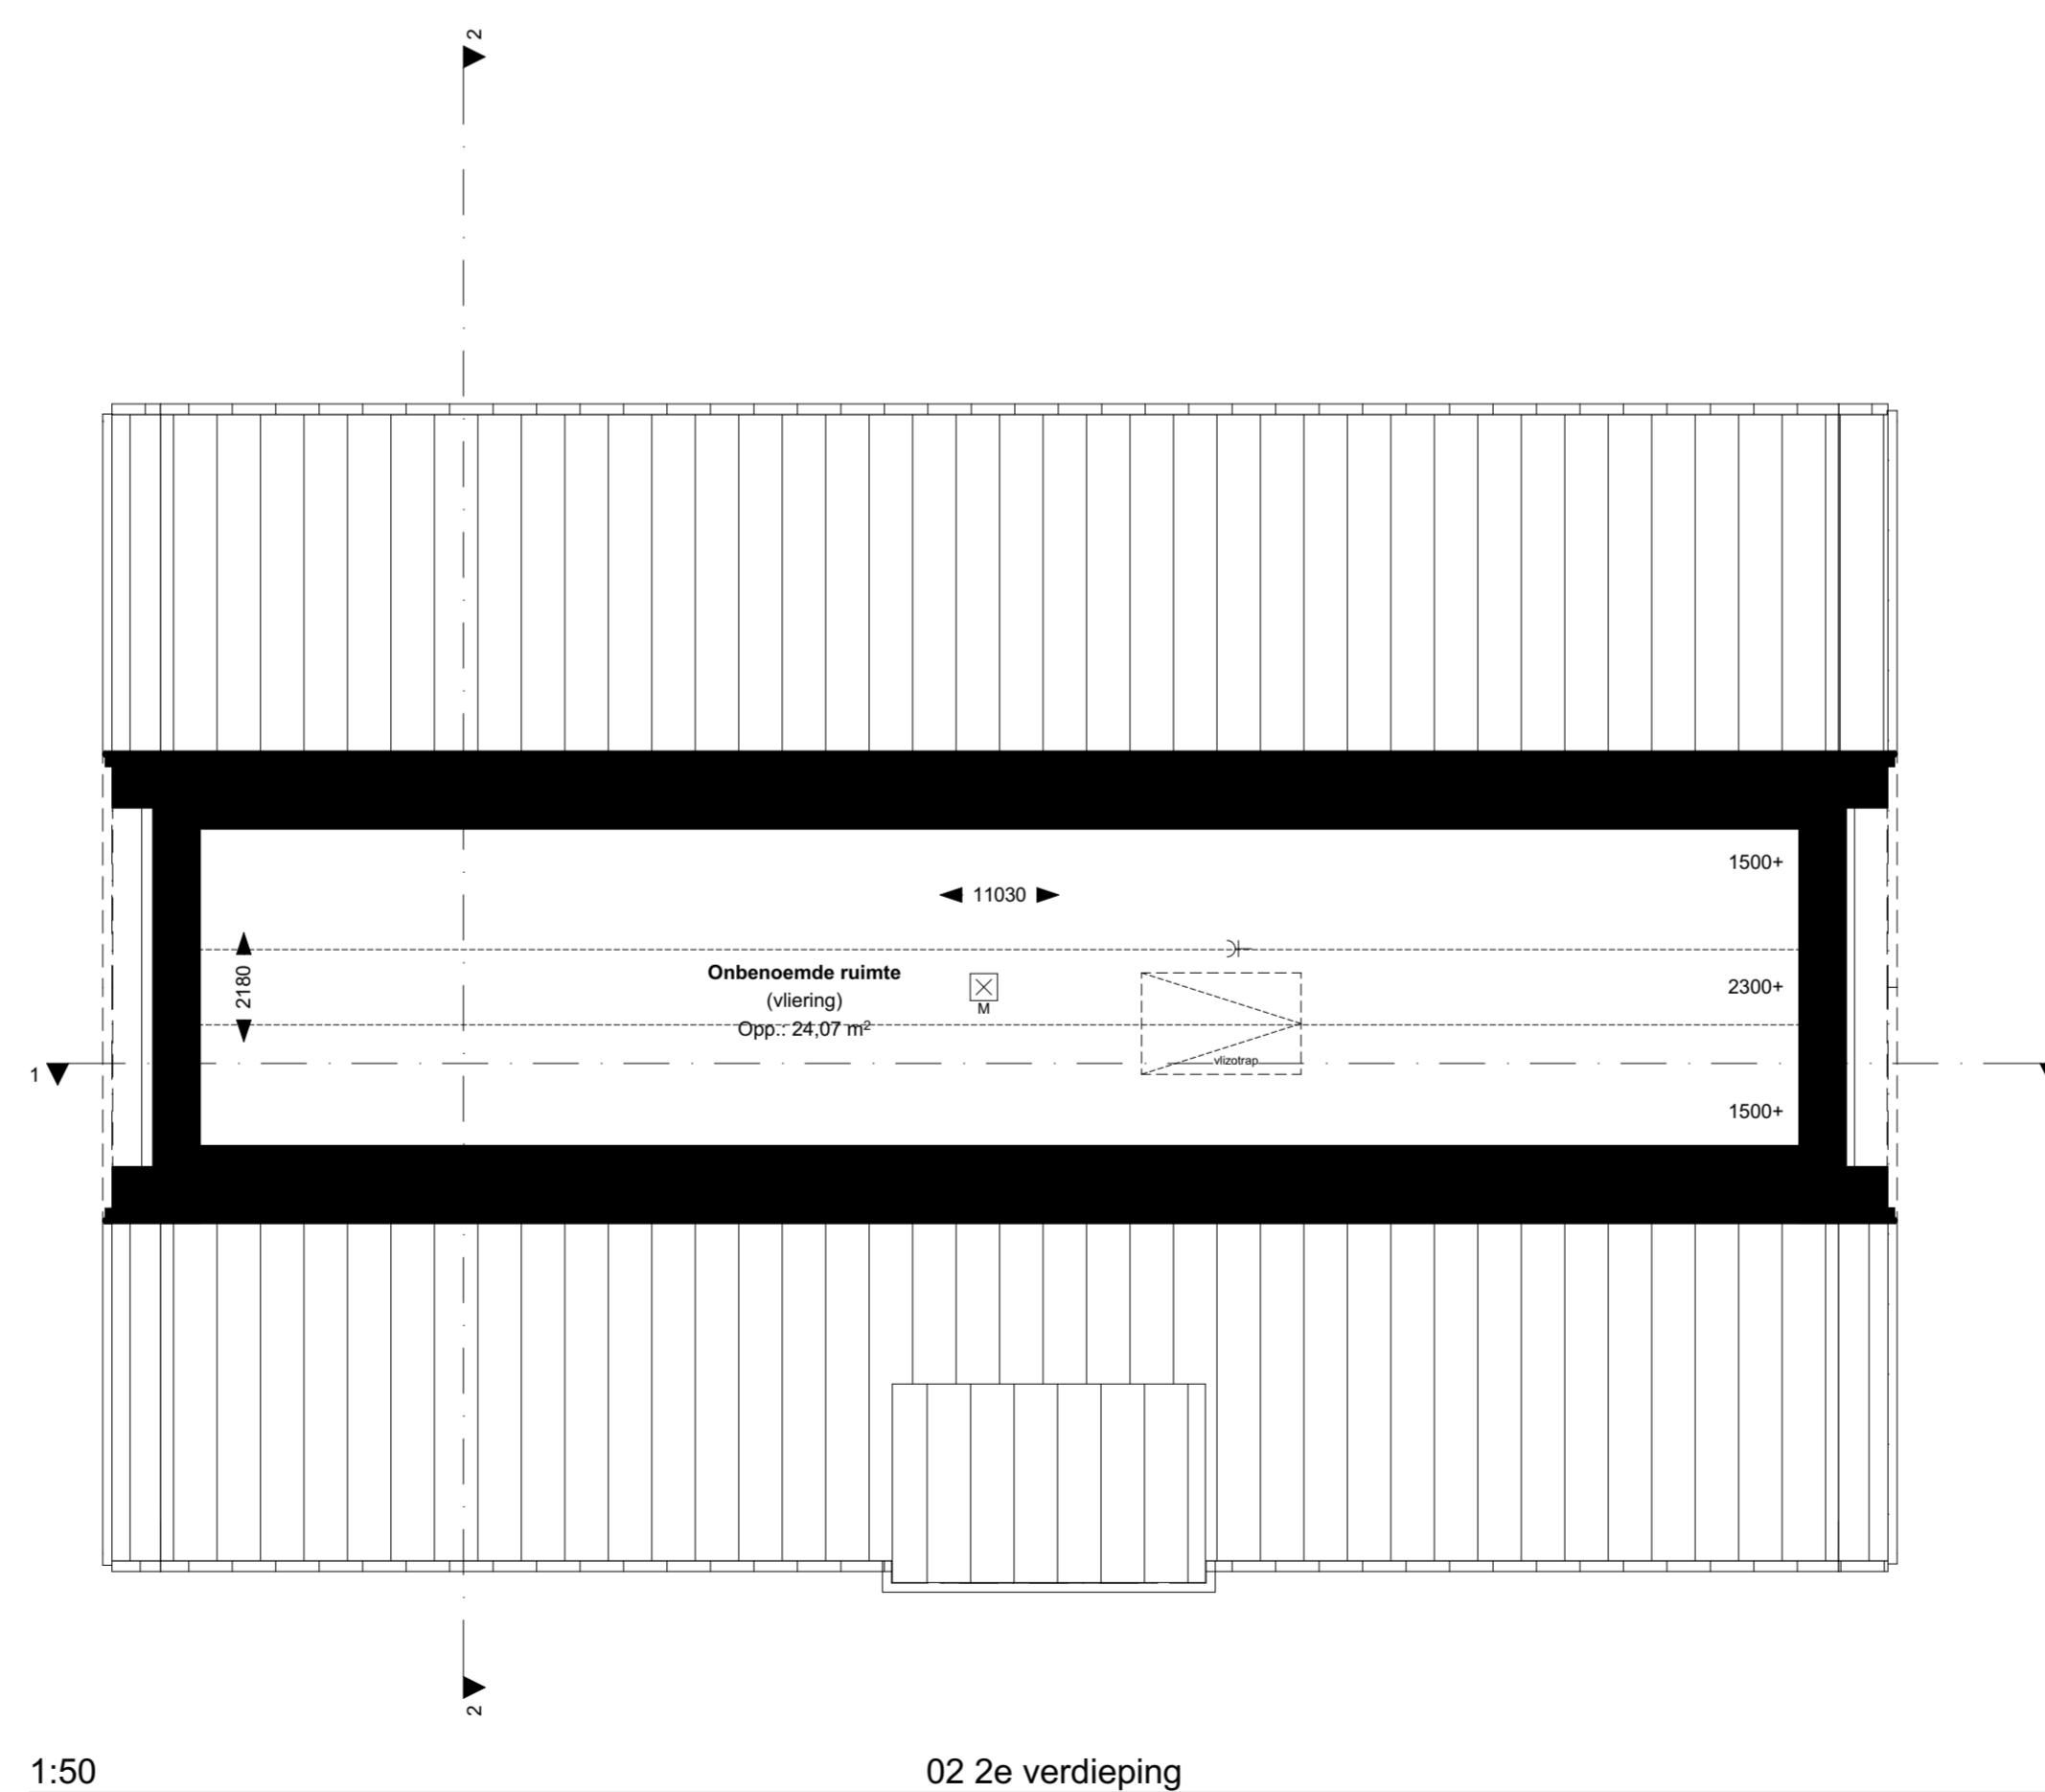 2
1500+
11030
2180
Onbenoemde ruimte
(vliering)
Opp.: 24,07 m²
M
2300+
vlizotrap
1
1500+
2
1:50
02 2e verdieping